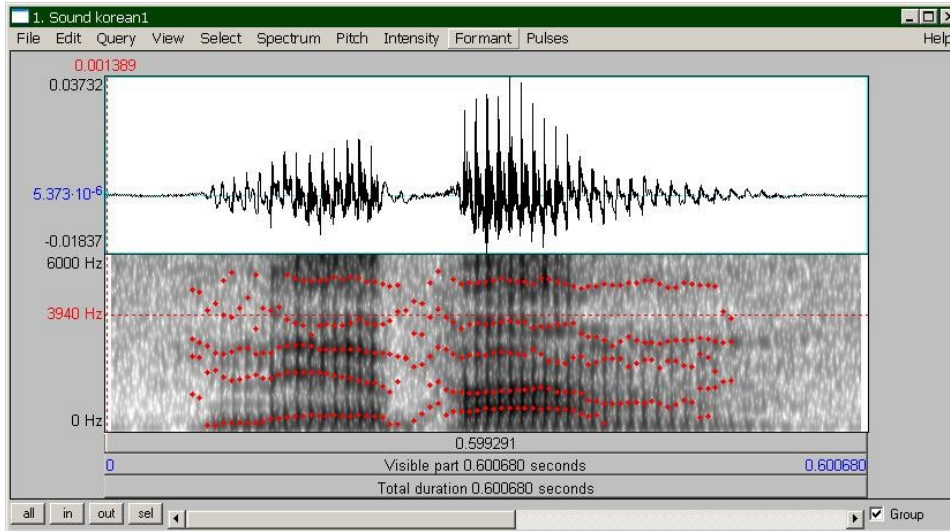 1. Sound korean1
File Edit Query View Select Spectrum Pitch Intensity Formant Pulses Help
0.001389
0.03732
5.373·10-6
-0.01837
6000 Hz
3940 Hz
0 Hz
0.599291
0 Visible part 0.600680 seconds 0.600680
Total duration 0.600680 seconds
all in out sel Group